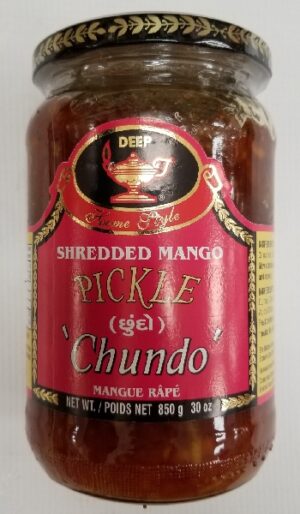 DEEP
Home Style
SHREDDED MANGO
PICKLE
(છુંદો)
'Chundo'
MANGUE RÂPÉ
NET WT. / POIDS NET 850 g 30 oz